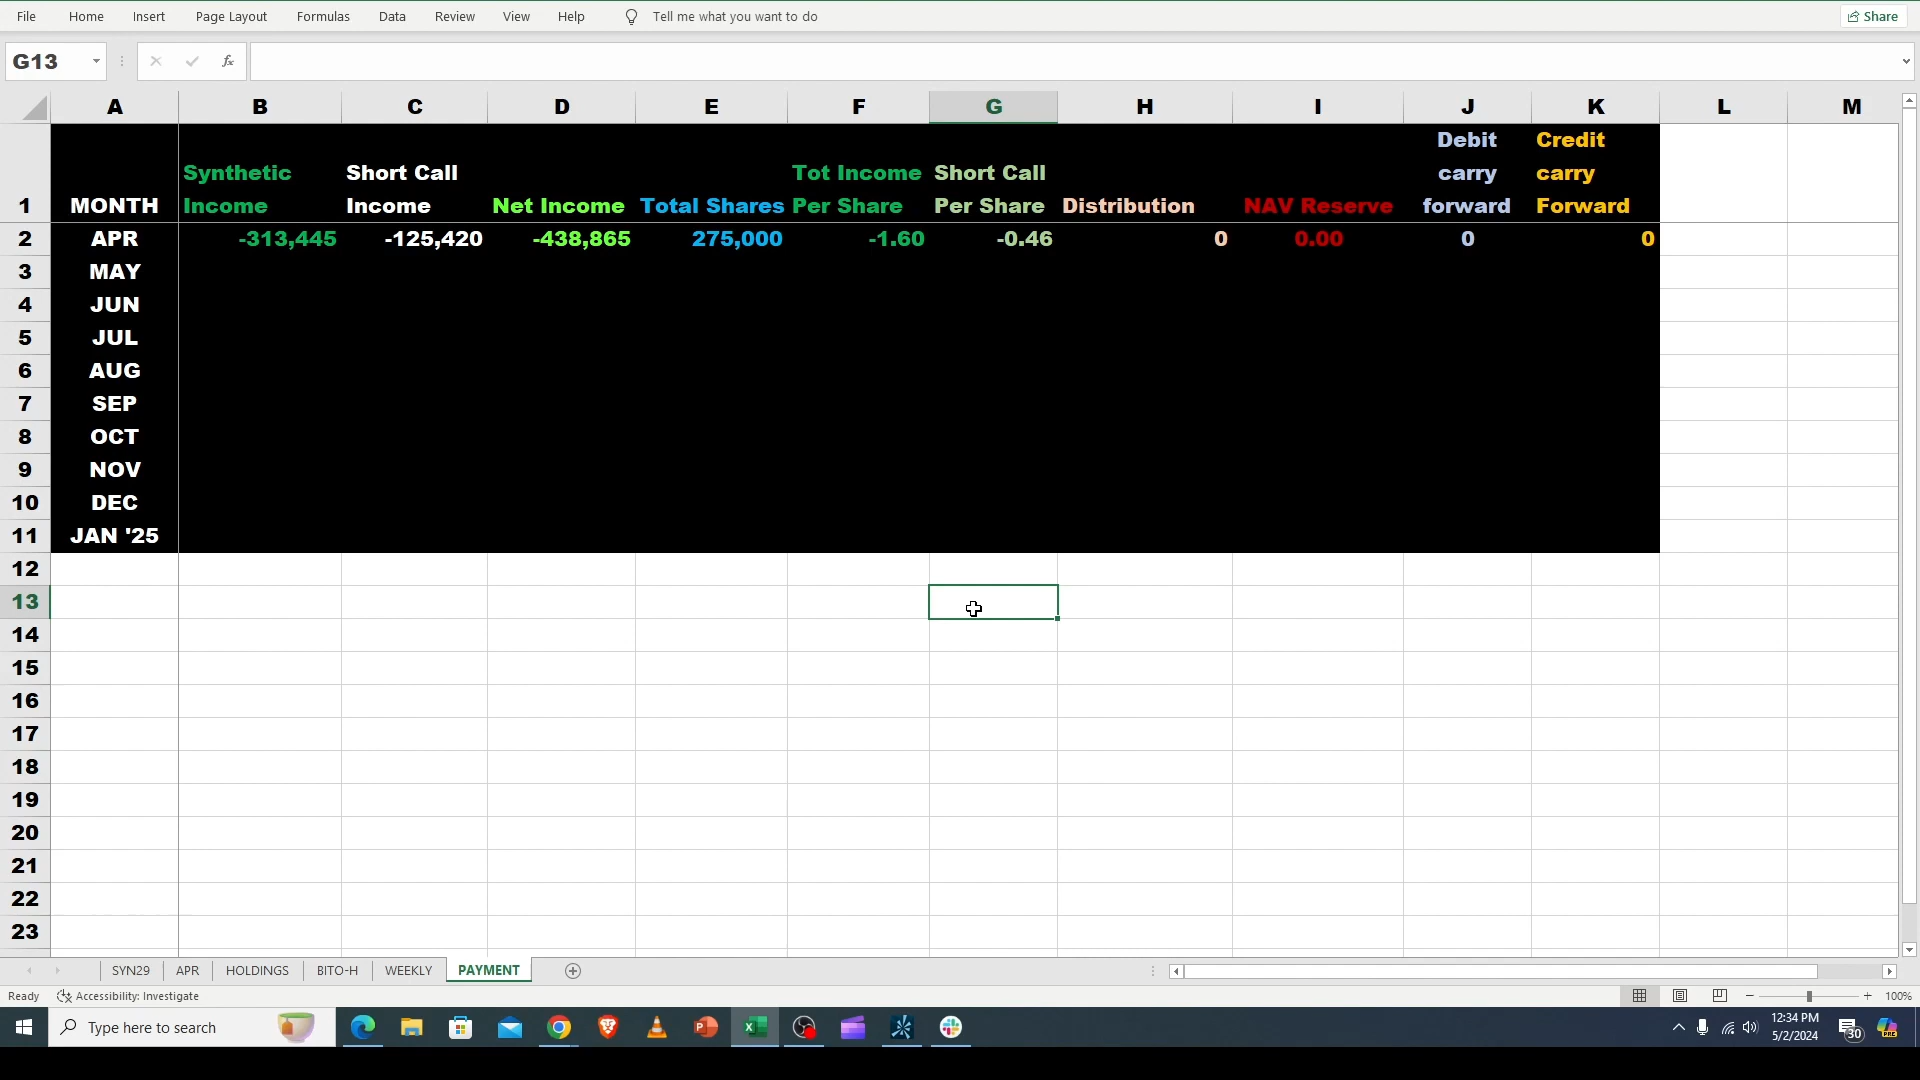 File Home Insert Page Layout Formulas Data Review View Help Tell me what you want to do Share
G13 fx
A B C D E F G H I J K L M
Debit Credit
Synthetic Short Call Tot Income Short Call carry carry
1 MONTH Income Income Net Income Total Shares Per Share Per Share Distribution NAV Reserve forward Forward
2 APR -313,445 -125,420 -438,865 275,000 -1.60 -0.46 0 0.00 0 0
3 MAY
4 JUN
5 JUL
6 AUG
7 SEP
8 OCT
9 NOV
10 DEC
11 JAN '25
12
13
14
15
16
17
18
19
20
21
22
23
SYN29 APR HOLDINGS BITO-H WEEKLY PAYMENT
Ready Accessibility: Investigate 100%
Type here to search 12:34 PM
5/2/2024 30 PRE